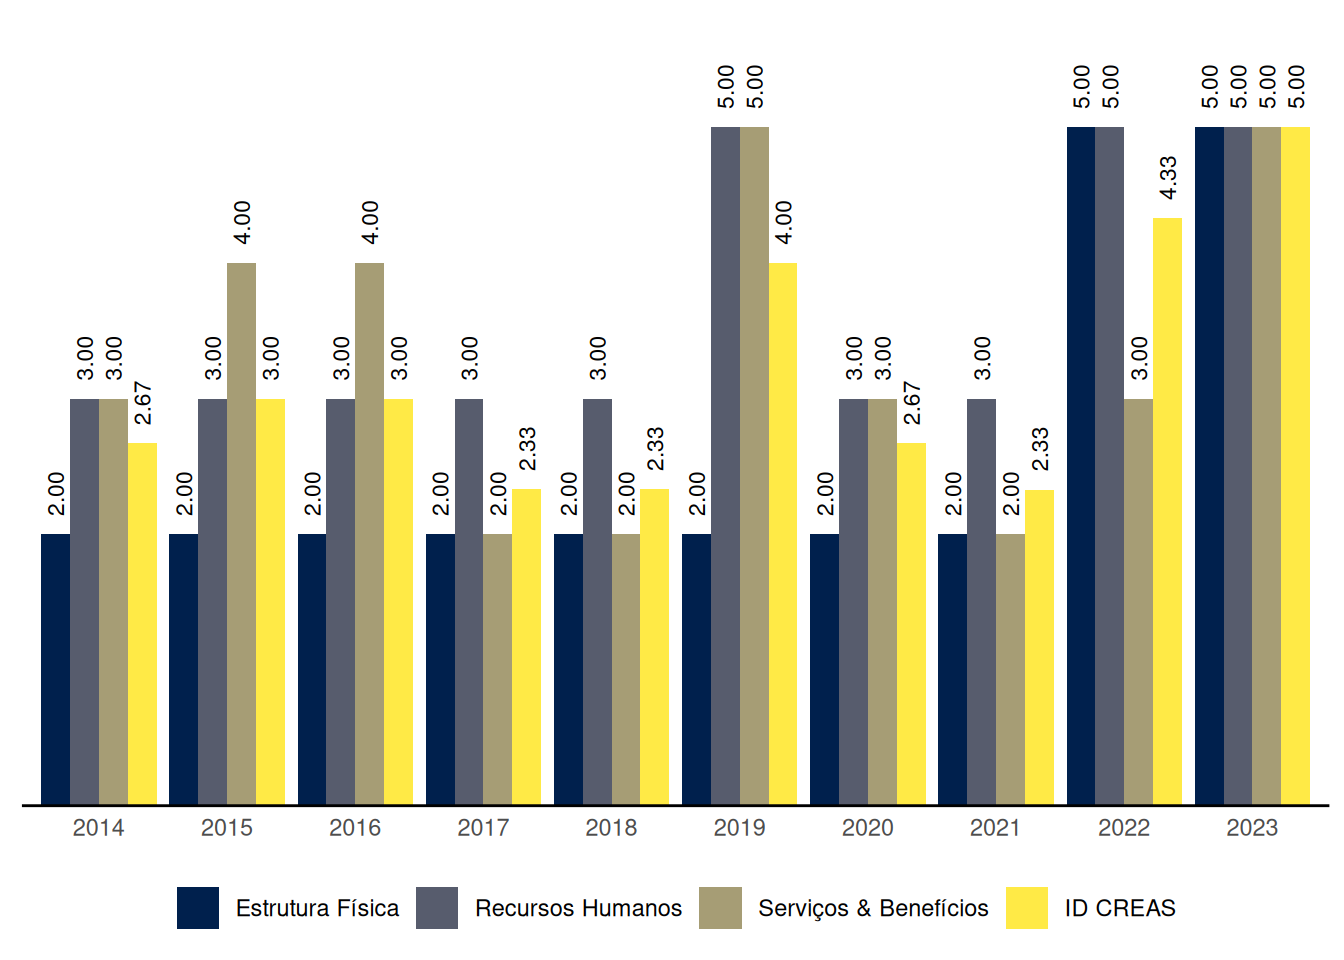 5.00 5.00 5.00 5.00 5.00 5.00 5.00 5.00
4.33
4.00 4.00 4.00
3.00 3.00 3.00 3.00 3.00 3.00 3.00 3.00 3.00 3.00 3.00 3.00
2.67 2.67
2.33 2.33 2.33
2.00 2.00 2.00 2.00 2.00 2.00 2.00 2.00 2.00 2.00 2.00
2014 2015 2016 2017 2018 2019 2020 2021 2022 2023
Estrutura Física Recursos Humanos Serviços & Benefícios ID CREAS